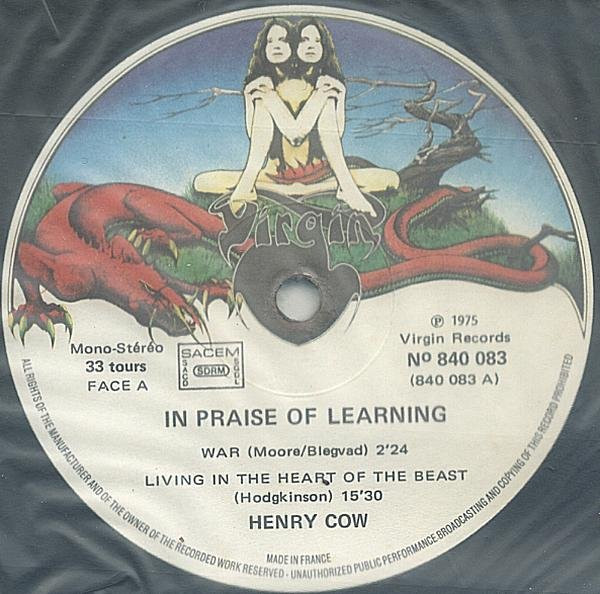 Virgin
℗ 1975
Virgin Records
Nº 840 083
(840 083 A)
Mono-Stéréo
33 tours
FACE A
SACEM
SACD
SDRM
SGDL
IN PRAISE OF LEARNING
WAR (Moore/Blegvad) 2'24
LIVING IN THE HEART OF THE BEAST
(Hodgkinson) 15'30
HENRY COW
MADE IN FRANCE
ALL RIGHTS OF THE MANUFACTURER AND OF THE OWNER OF THE RECORDED WORK RESERVED - UNAUTHORIZED PUBLIC PERFORMANCE BROADCASTING AND COPYING OF THIS RECORD PROHIBITED